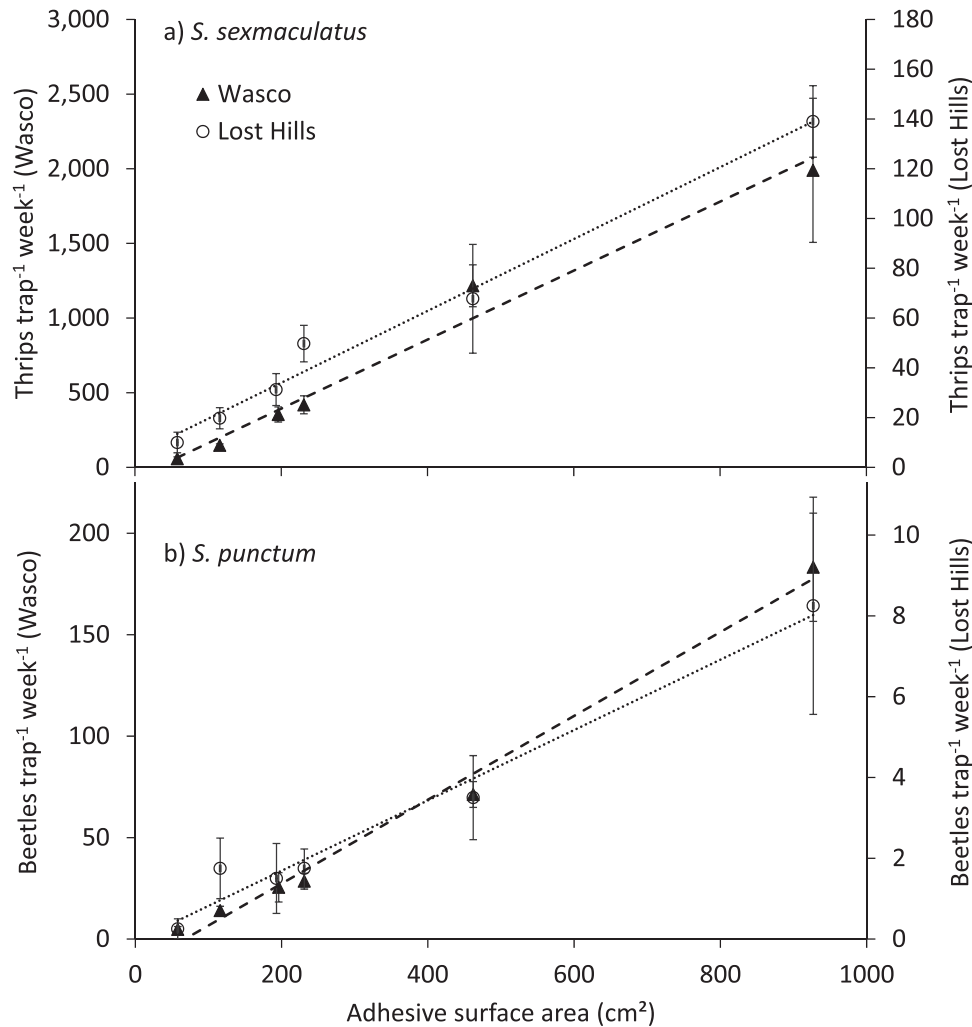 a) S. sexmaculatus
Wasco
Lost Hills
3,000
2,500
2,000
1,500
1,000
500
0
Thrips trap⁻¹ week⁻¹ (Wasco)
180
160
140
120
100
80
60
40
20
0
Thrips trap⁻¹ week⁻¹ (Lost Hills)
b) S. punctum
200
150
100
50
0
Beetles trap⁻¹ week⁻¹ (Wasco)
10
8
6
4
2
0
Beetles trap⁻¹ week⁻¹ (Lost Hills)
0 200 400 600 800 1000
Adhesive surface area (cm²)